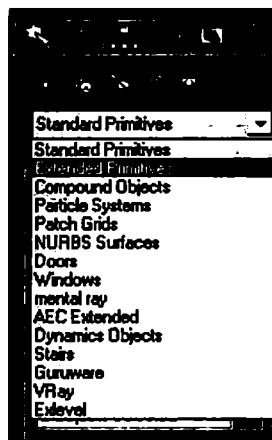 Standard Primitives
Standard Primitives
Extended Primitives
Compound Objects
Particle Systems
Patch Grids
NURBS Surfaces
Doors
Windows
mental ray
AEC Extended
Dynamics Objects
Stairs
Guruware
VRay
Exlevel